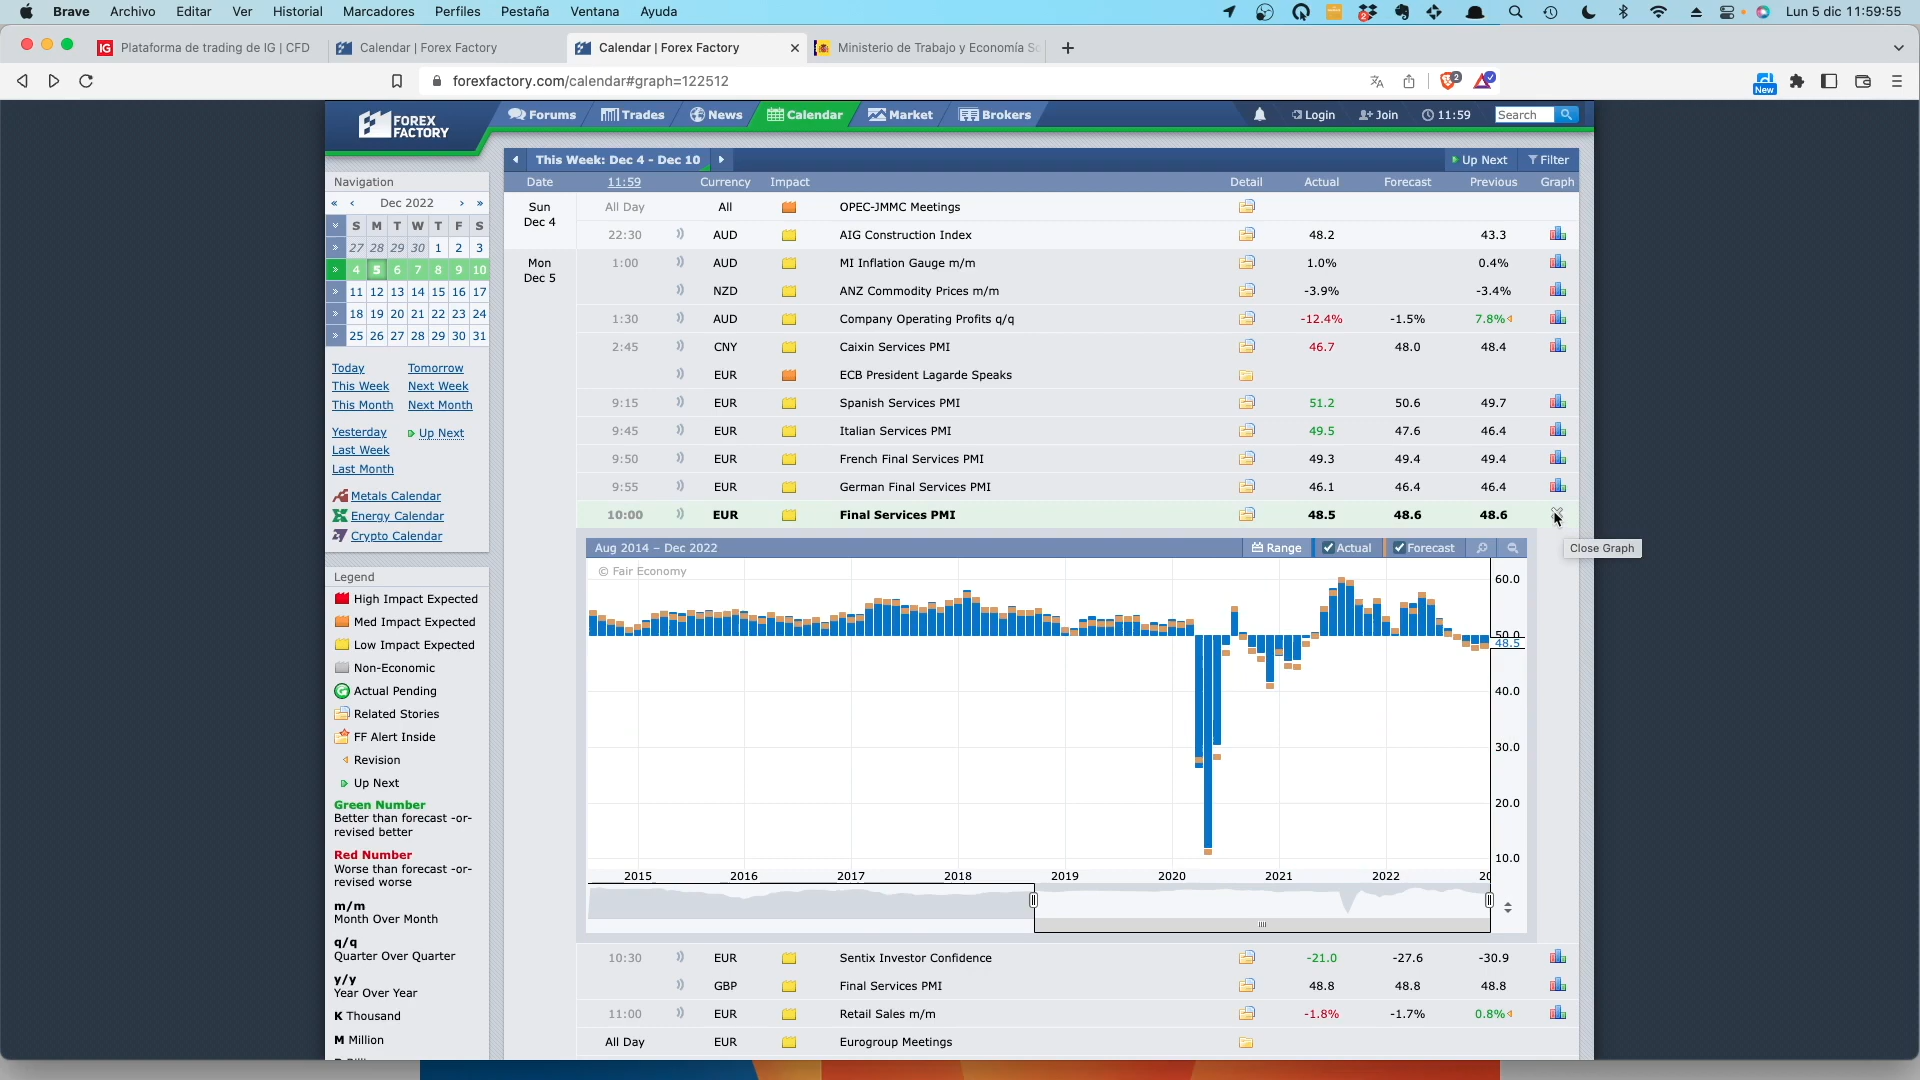 Brave Archivo Editar Ver Historial Marcadores Perfiles Pestaña Ventana Ayuda Lun 5 dic 11:59:55
Plataforma de trading de IG | CFD Calendar | Forex Factory Calendar | Forex Factory Ministerio de Trabajo y Economía So
forexfactory.com/calendar#graph=122512 2 New
FOREX FACTORY Forums Trades News Calendar Market Brokers Login Join 11:59 Search
This Week: Dec 4 - Dec 10 Up Next Filter
Date 11:59 Currency Impact Detail Actual Forecast Previous Graph
Sun Dec 4 All Day All OPEC-JMMC Meetings
22:30 AUD AIG Construction Index 48.2 43.3
Mon Dec 5 1:00 AUD MI Inflation Gauge m/m 1.0% 0.4%
NZD ANZ Commodity Prices m/m -3.9% -3.4%
1:30 AUD Company Operating Profits q/q -12.4% -1.5% 7.8%
2:45 CNY Caixin Services PMI 46.7 48.0 48.4
EUR ECB President Lagarde Speaks
9:15 EUR Spanish Services PMI 51.2 50.6 49.7
9:45 EUR Italian Services PMI 49.5 47.6 46.4
9:50 EUR French Final Services PMI 49.3 49.4 49.4
9:55 EUR German Final Services PMI 46.1 46.4 46.4
10:00 EUR Final Services PMI 48.5 48.6 48.6
Close Graph
Aug 2014 – Dec 2022 Range Actual Forecast
© Fair Economy
60.0
50.0
48.5
40.0
30.0
20.0
10.0
2015 2016 2017 2018 2019 2020 2021 2022 20
10:30 EUR Sentix Investor Confidence -21.0 -27.6 -30.9
GBP Final Services PMI 48.8 48.8 48.8
11:00 EUR Retail Sales m/m -1.8% -1.7% 0.8%
All Day EUR Eurogroup Meetings
Navigation
« ‹ Dec 2022 › »
S M T W T F S
27 28 29 30 1 2 3
4 5 6 7 8 9 10
11 12 13 14 15 16 17
18 19 20 21 22 23 24
25 26 27 28 29 30 31
Today Tomorrow
This Week Next Week
This Month Next Month
Yesterday Up Next
Last Week
Last Month
Metals Calendar
Energy Calendar
Crypto Calendar
Legend
High Impact Expected
Med Impact Expected
Low Impact Expected
Non-Economic
Actual Pending
Related Stories
FF Alert Inside
Revision
Up Next
Green Number
Better than forecast -or-
revised better
Red Number
Worse than forecast -or-
revised worse
m/m
Month Over Month
q/q
Quarter Over Quarter
y/y
Year Over Year
K Thousand
M Million